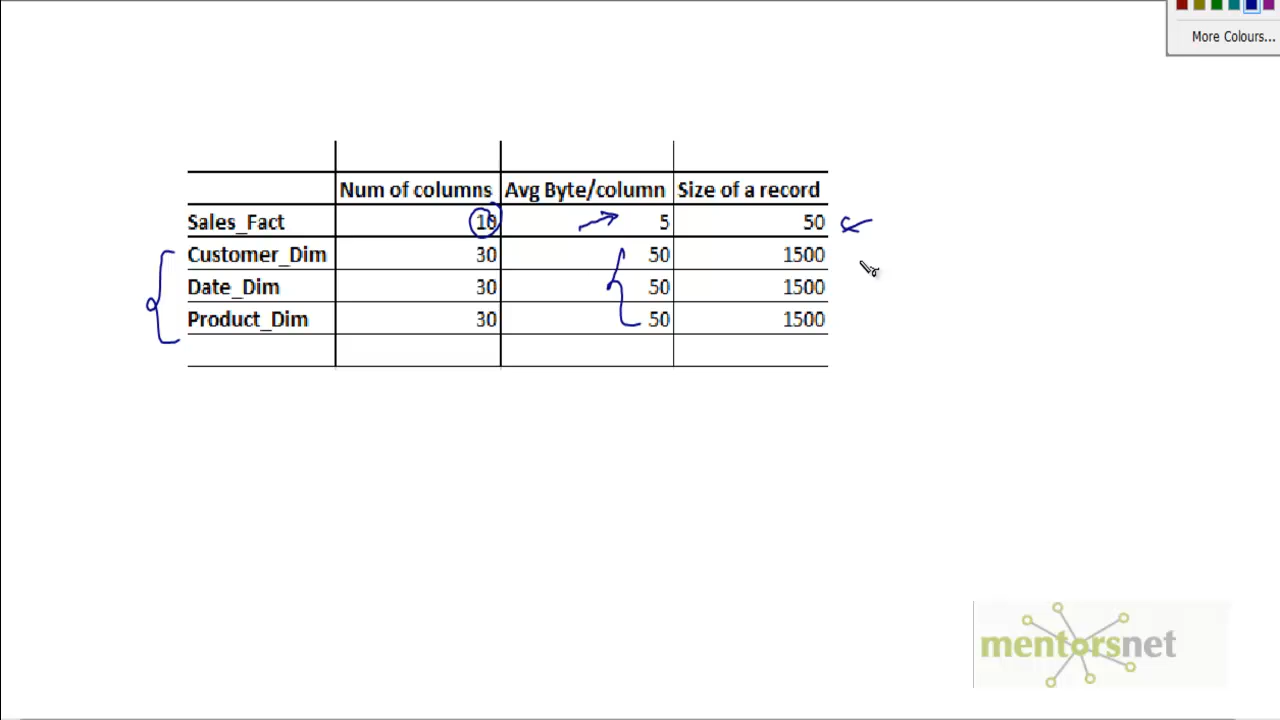 More Colours...
Num of columns Avg Byte/column Size of a record
Sales_Fact 10 5 50
Customer_Dim 30 50 1500
Date_Dim 30 50 1500
Product_Dim 30 50 1500
mentorsnet